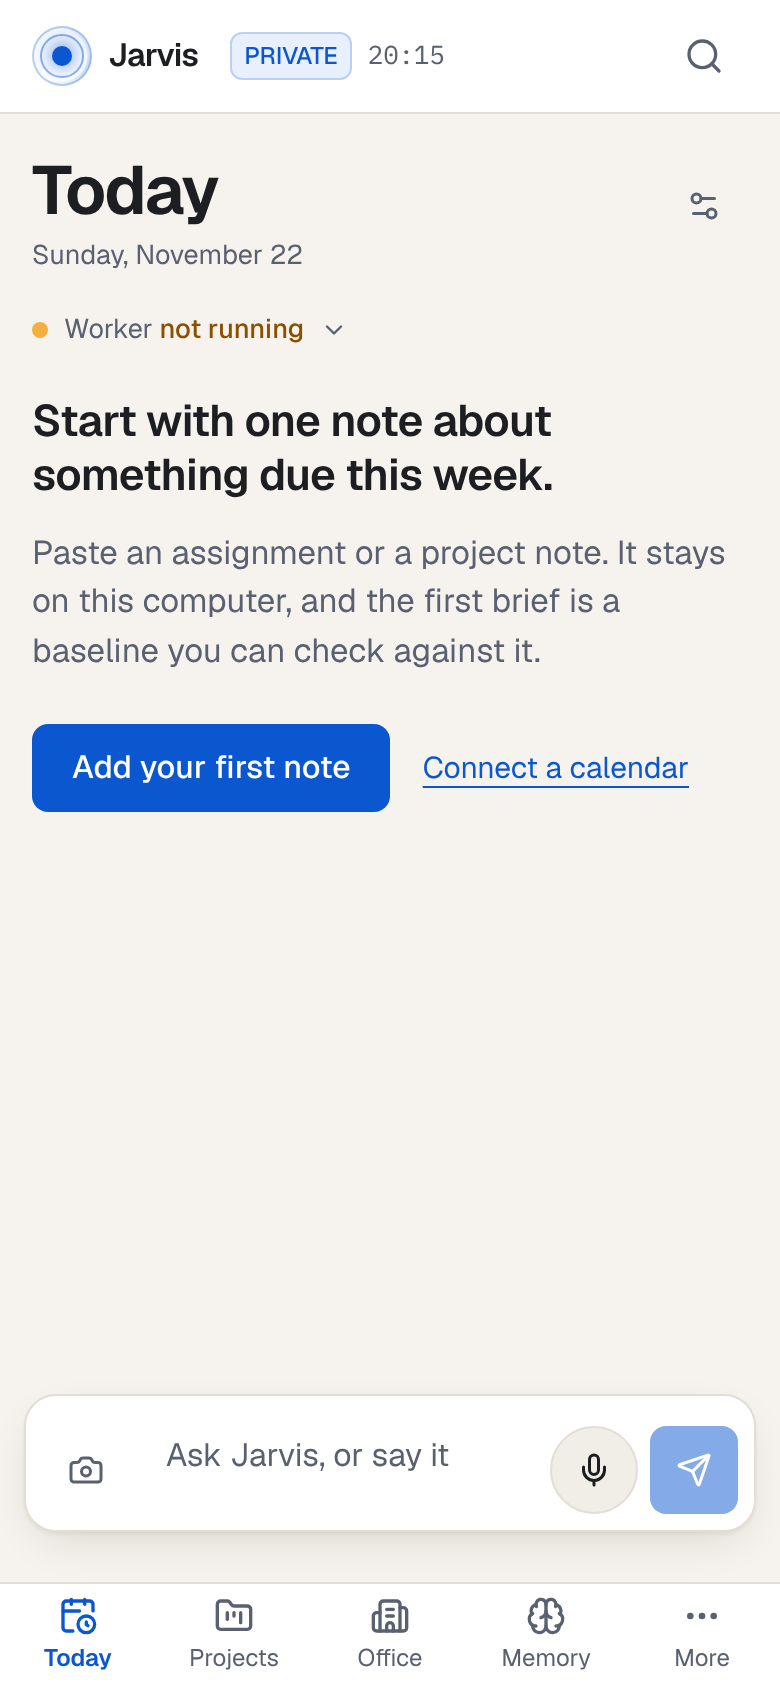 Jarvis PRIVATE 20:15
Today
Sunday, November 22
Worker not running
Start with one note about
something due this week.
Paste an assignment or a project note. It stays
on this computer, and the first brief is a
baseline you can check against it.
Add your first note Connect a calendar
Ask Jarvis, or say it
Today Projects Office Memory More